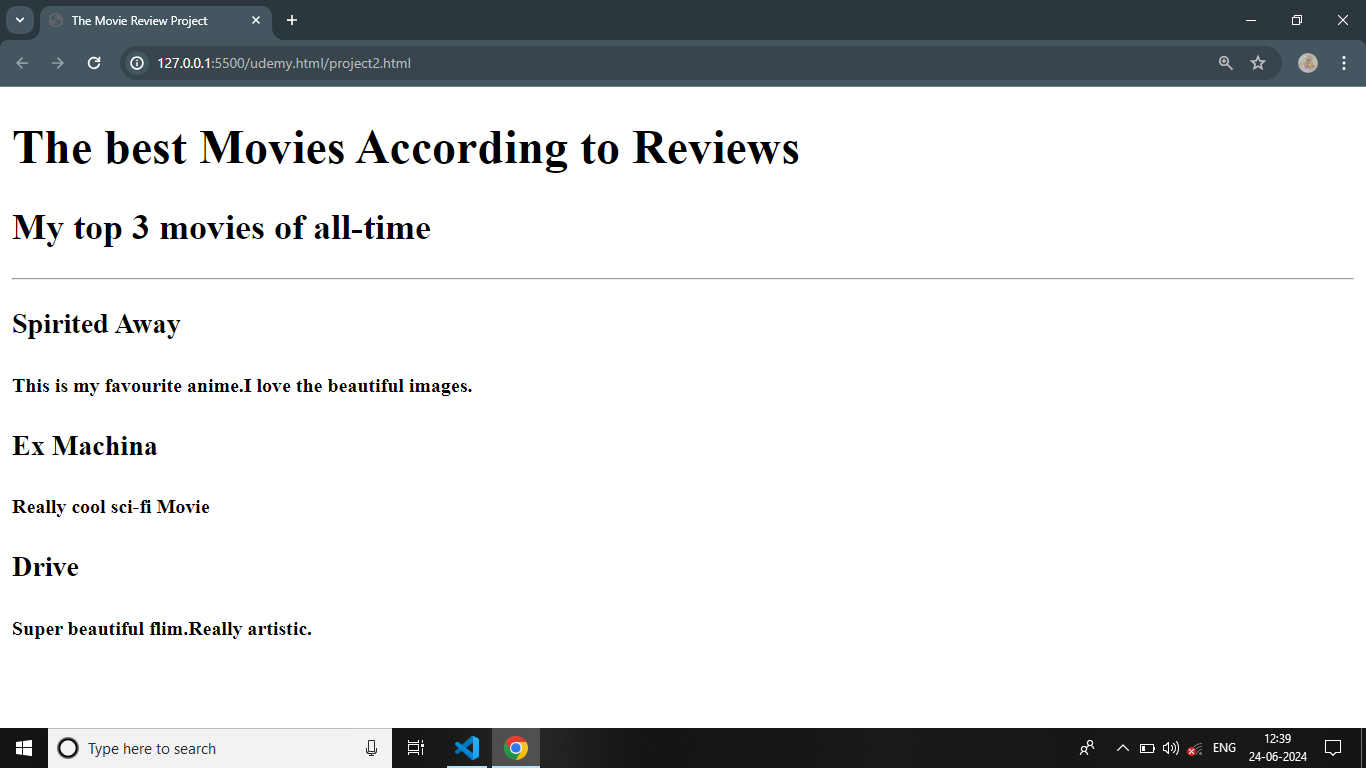 The Movie Review Project
127.0.0.1:5500/udemy.html/project2.html
The best Movies According to Reviews
My top 3 movies of all-time
Spirited Away
This is my favourite anime.I love the beautiful images.
Ex Machina
Really cool sci-fi Movie
Drive
Super beautiful flim.Really artistic.
Type here to search
ENG
12:39
24-06-2024